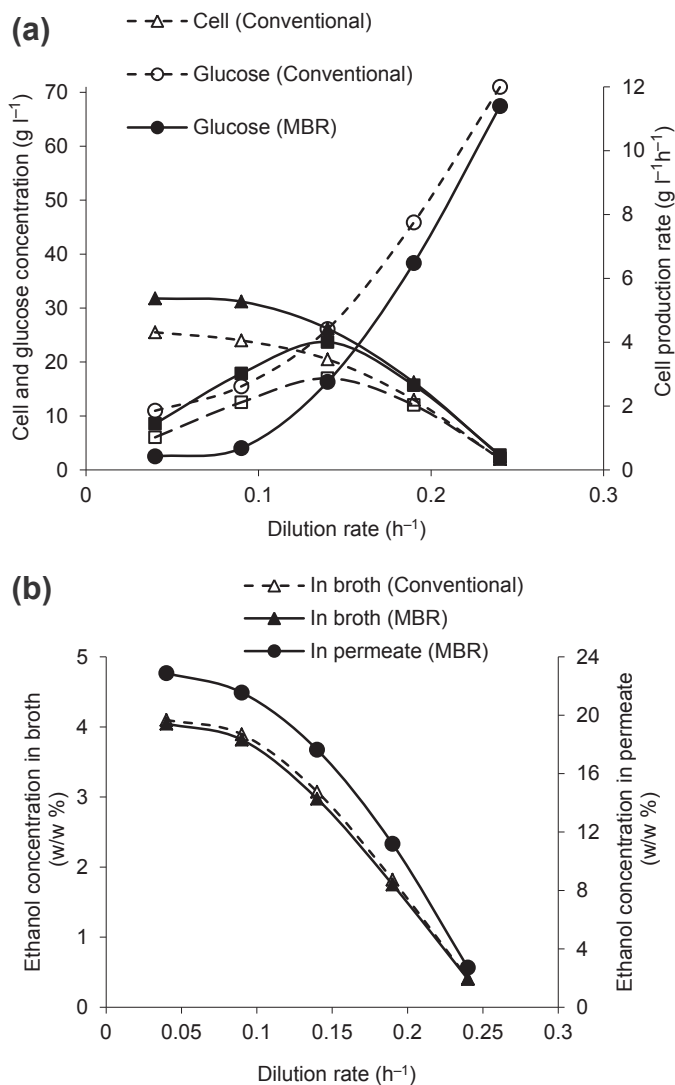 (a)
Cell (Conventional)
Glucose (Conventional)
Glucose (MBR)
Cell and glucose concentration (g l⁻¹)
70
60
50
40
30
20
10
0
12
10
8
6
4
2
0
Cell production rate (g l⁻¹h⁻¹)
0
0.1
0.2
0.3
Dilution rate (h⁻¹)
(b)
In broth (Conventional)
In broth (MBR)
In permeate (MBR)
Ethanol concentration in broth
(w/w %)
5
4
3
2
1
0
24
20
16
12
8
4
0
Ethanol concentration in permeate
(w/w %)
0
0.05
0.1
0.15
0.2
0.25
0.3
Dilution rate (h⁻¹)